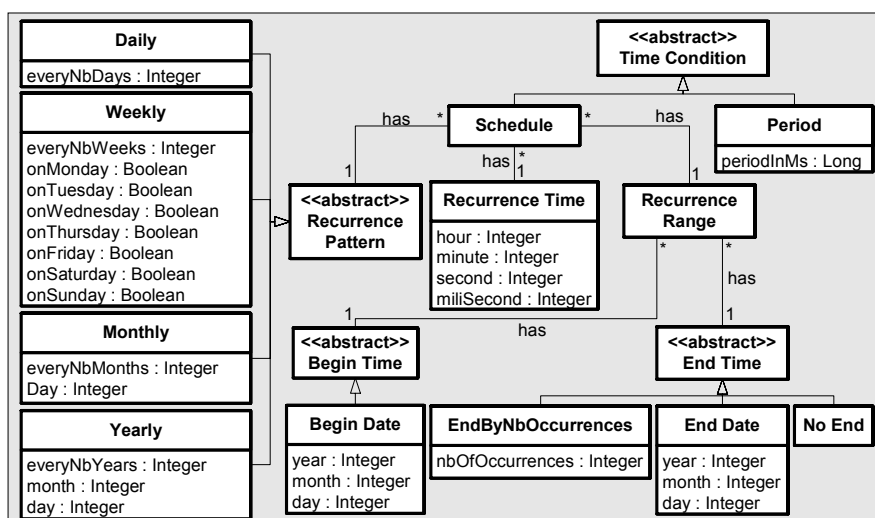 Daily
everyNbDays : Integer
Weekly
everyNbWeeks : Integer
onMonday : Boolean
onTuesday : Boolean
onWednesday : Boolean
onThursday : Boolean
onFriday : Boolean
onSaturday : Boolean
onSunday : Boolean
Monthly
everyNbMonths : Integer
Day : Integer
Yearly
everyNbYears : Integer
month : Integer
day : Integer
<<abstract>>
Time Condition
has
*
Schedule
*
has
Period
periodInMs : Long
has
*
1
1
1
<<abstract>>
Recurrence
Pattern
Recurrence Time
hour : Integer
minute : Integer
second : Integer
miliSecond : Integer
Recurrence
Range
*
*
has
1
has
1
<<abstract>>
Begin Time
<<abstract>>
End Time
Begin Date
year : Integer
month : Integer
day : Integer
EndByNbOccurrences
nbOfOccurrences : Integer
End Date
year : Integer
month : Integer
day : Integer
No End